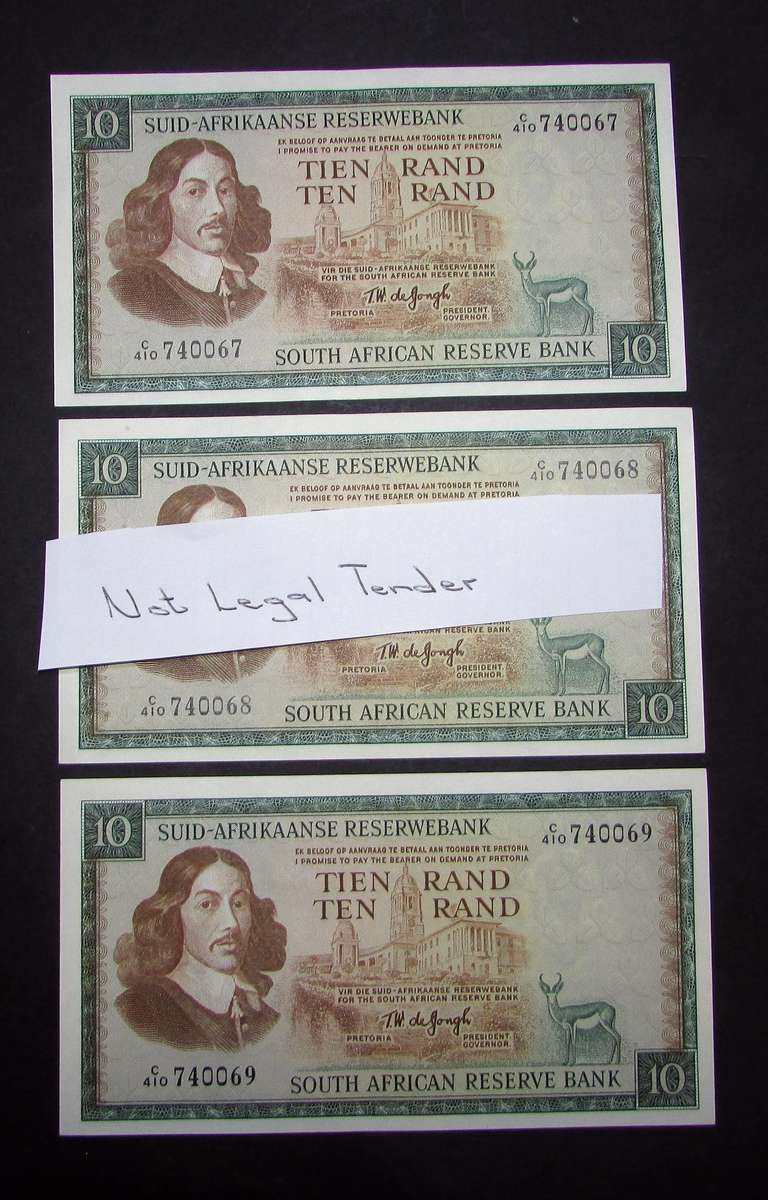 10
SUID-AFRIKAANSE RESERWEBANK
C/410 740067
EK BELOOF OP AANVRAAG TE BETAAL AAN TOONDER TE PRETORIA
I PROMISE TO PAY THE BEARER ON DEMAND AT PRETORIA
TIEN RAND
TEN RAND
VIR DIE SUID-AFRIKAANSE RESERWEBANK
FOR THE SOUTH AFRICAN RESERVE BANK
T.W. de Jongh
PRETORIA
PRESIDENT.
GOVERNOR.
C/410 740067
SOUTH AFRICAN RESERVE BANK
10
10
SUID-AFRIKAANSE RESERWEBANK
C/410 740068
EK BELOOF OP AANVRAAG TE BETAAL AAN TOONDER TE PRETORIA
I PROMISE TO PAY THE BEARER ON DEMAND AT PRETORIA
Not Legal Tender
AFRICAN RESERVE BANK
T.W. de Jongh
PRETORIA
PRESIDENT.
GOVERNOR.
C/410 740068
SOUTH AFRICAN RESERVE BANK
10
10
SUID-AFRIKAANSE RESERWEBANK
C/410 740069
EK BELOOF OP AANVRAAG TE BETAAL AAN TOONDER TE PRETORIA
I PROMISE TO PAY THE BEARER ON DEMAND AT PRETORIA
TIEN RAND
TEN RAND
VIR DIE SUID-AFRIKAANSE RESERWEBANK
FOR THE SOUTH AFRICAN RESERVE BANK
T.W. de Jongh
PRETORIA
PRESIDENT.
GOVERNOR.
C/410 740069
SOUTH AFRICAN RESERVE BANK
10